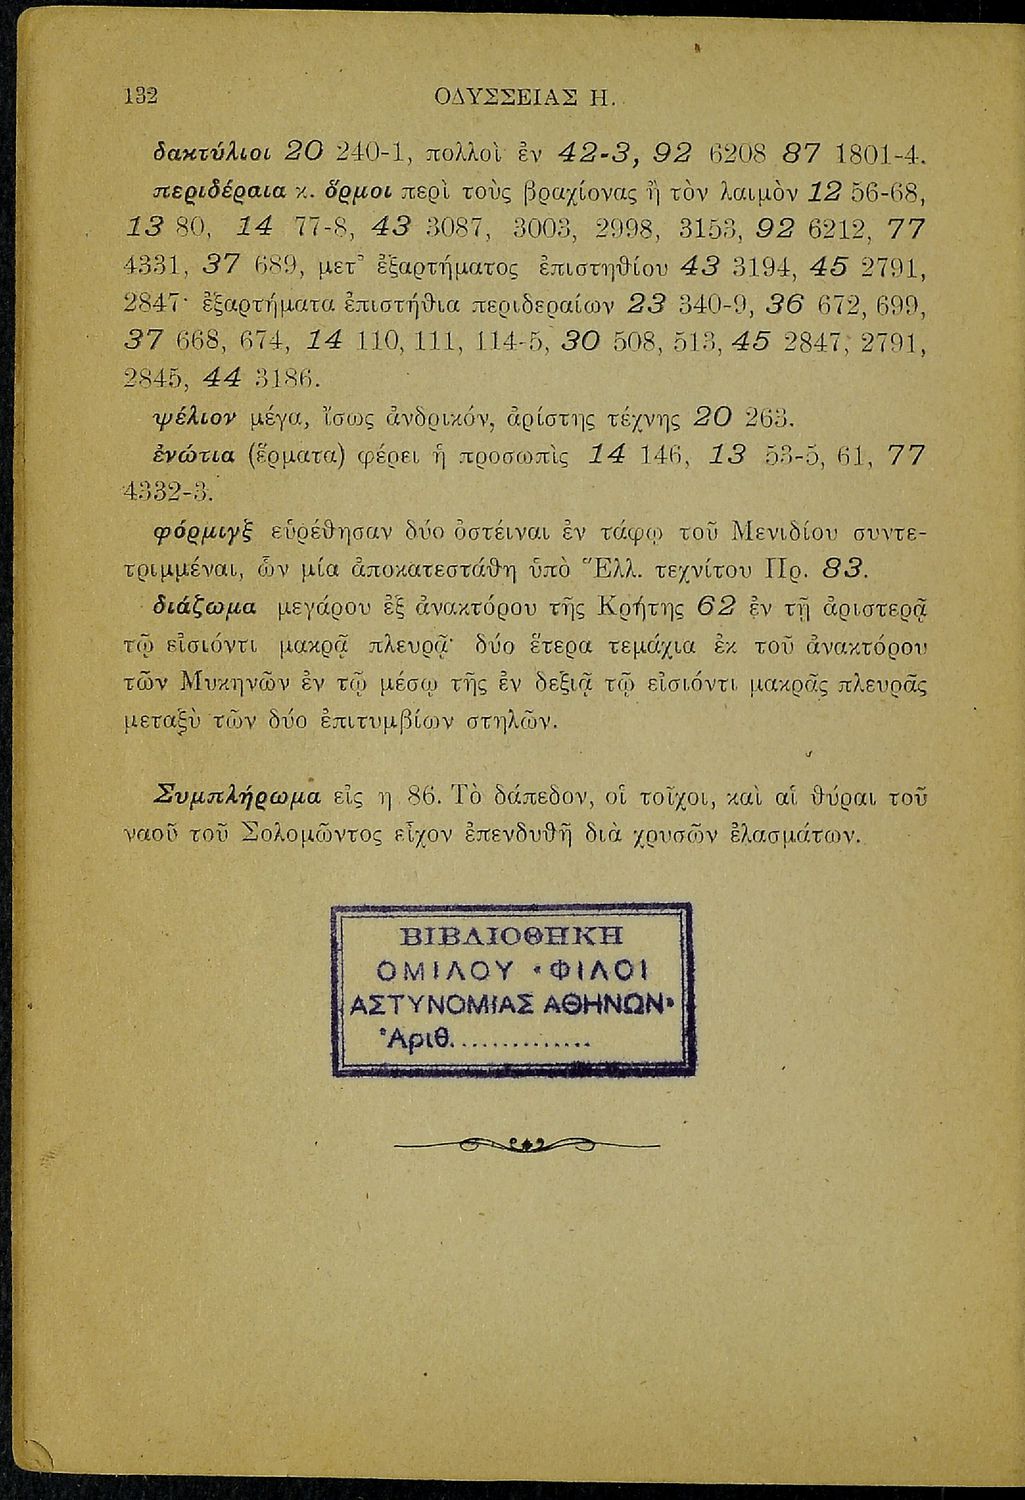 132 ΟΔΥΣΣΕΙΑΣ Η.
δακτύλιοι 20 240-1, πολλοὶ ἐν 42-3, 92 6208 87 1801-4.
περιδέραια κ. ὅρμοι περὶ τοὺς βραχίονας ἢ τὸν λαιμὸν 12 56-68,
13 80, 14 77-8, 43 3087, 3003, 2998, 3153, 92 6212, 77
4331, 37 689, μετ' ἐξαρτήματος ἐπιστηθίου 43 3194, 45 2791,
2847· ἐξαρτήματα ἐπιστήθια περιδεραίων 23 340-9, 36 672, 699,
37 668, 674, 14 110, 111, 114-5, 30 508, 513, 45 2847, 2791,
2845, 44 3186.
ψέλιον μέγα, ἴσως ἀνδρικόν, ἀρίστης τέχνης 20 263.
ἐνώτια (ἕρματα) φέρει ἡ προσωπὶς 14 146, 13 53-5, 61, 77
4332-3.
φόρμιγξ εὑρέθησαν δύο ὀστέιναι ἐν τάφῳ τοῦ Μενιδίου συντε-
τριμμέναι, ὧν μία ἀποκατεστάθη ὑπὸ Ἕλλ. τεχνίτου Πρ. 83.
διάζωμα μεγάρου ἐξ ἀνακτόρου τῆς Κρήτης 62 ἐν τῇ ἀριστερᾷ
τῷ εἰσιόντι μακρᾷ πλευρᾷ· δύο ἕτερα τεμάχια ἐκ τοῦ ἀνακτόρου
τῶν Μυκηνῶν ἐν τῷ μέσῳ τῆς ἐν δεξιᾷ τῷ εἰσιόντι μακρᾶς πλευρᾶς
μεταξὺ τῶν δύο ἐπιτυμβίων στηλῶν.
Συμπλήρωμα εἰς η 86. Τὸ δάπεδον, οἱ τοῖχοι, καὶ αἱ θύραι τοῦ
ναοῦ τοῦ Σολομῶντος εἶχον ἐπενδυθῆ διὰ χρυσῶν ἐλασμάτων.
ΒΙΒΛΙΟΘΗΚΗ
ΟΜΙΛΟΥ «ΦΙΛΟΙ
ΑΣΤΥΝΟΜΙΑΣ ΑΘΗΝΩΝ»
Ἀριθ..............